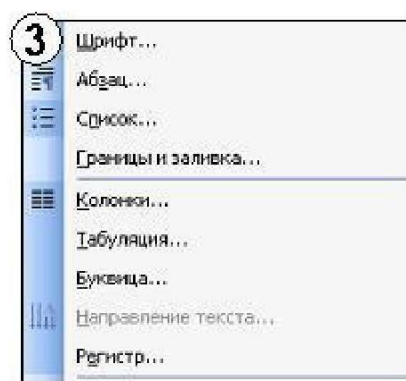 3
Шрифт...
Абзац...
Список...
Границы и заливка...
Колонки...
Табуляция...
Буквица...
Направление текста...
Регистр...